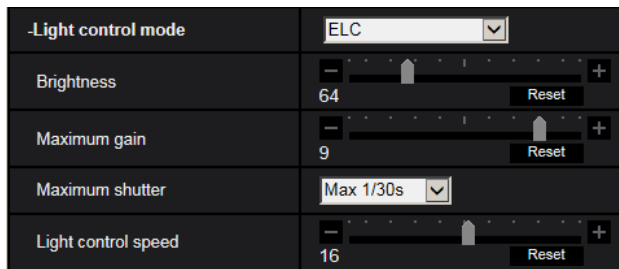 -Light control mode
ELC
Brightness
64
Reset
Maximum gain
9
Reset
Maximum shutter
Max 1/30s
Light control speed
16
Reset